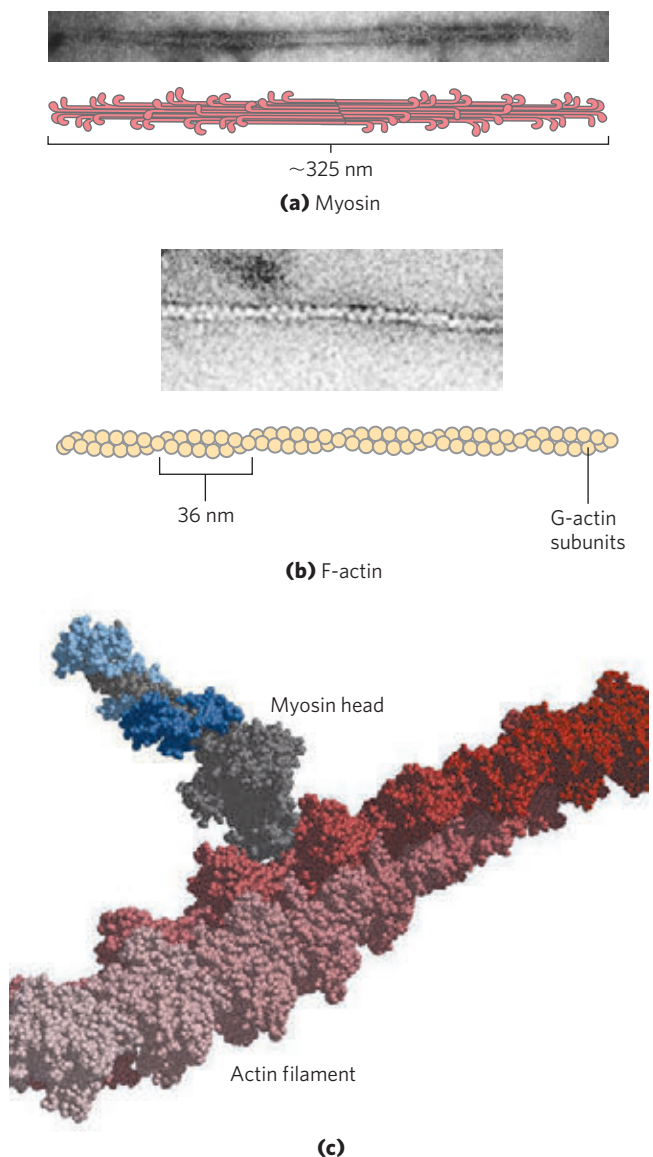 ~325 nm
(a) Myosin
36 nm
G-actin
subunits
(b) F-actin
Myosin head
Actin filament
(c)